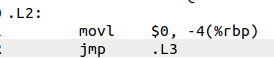 .L2:
movl $0, -4(%rbp)
jmp .L3